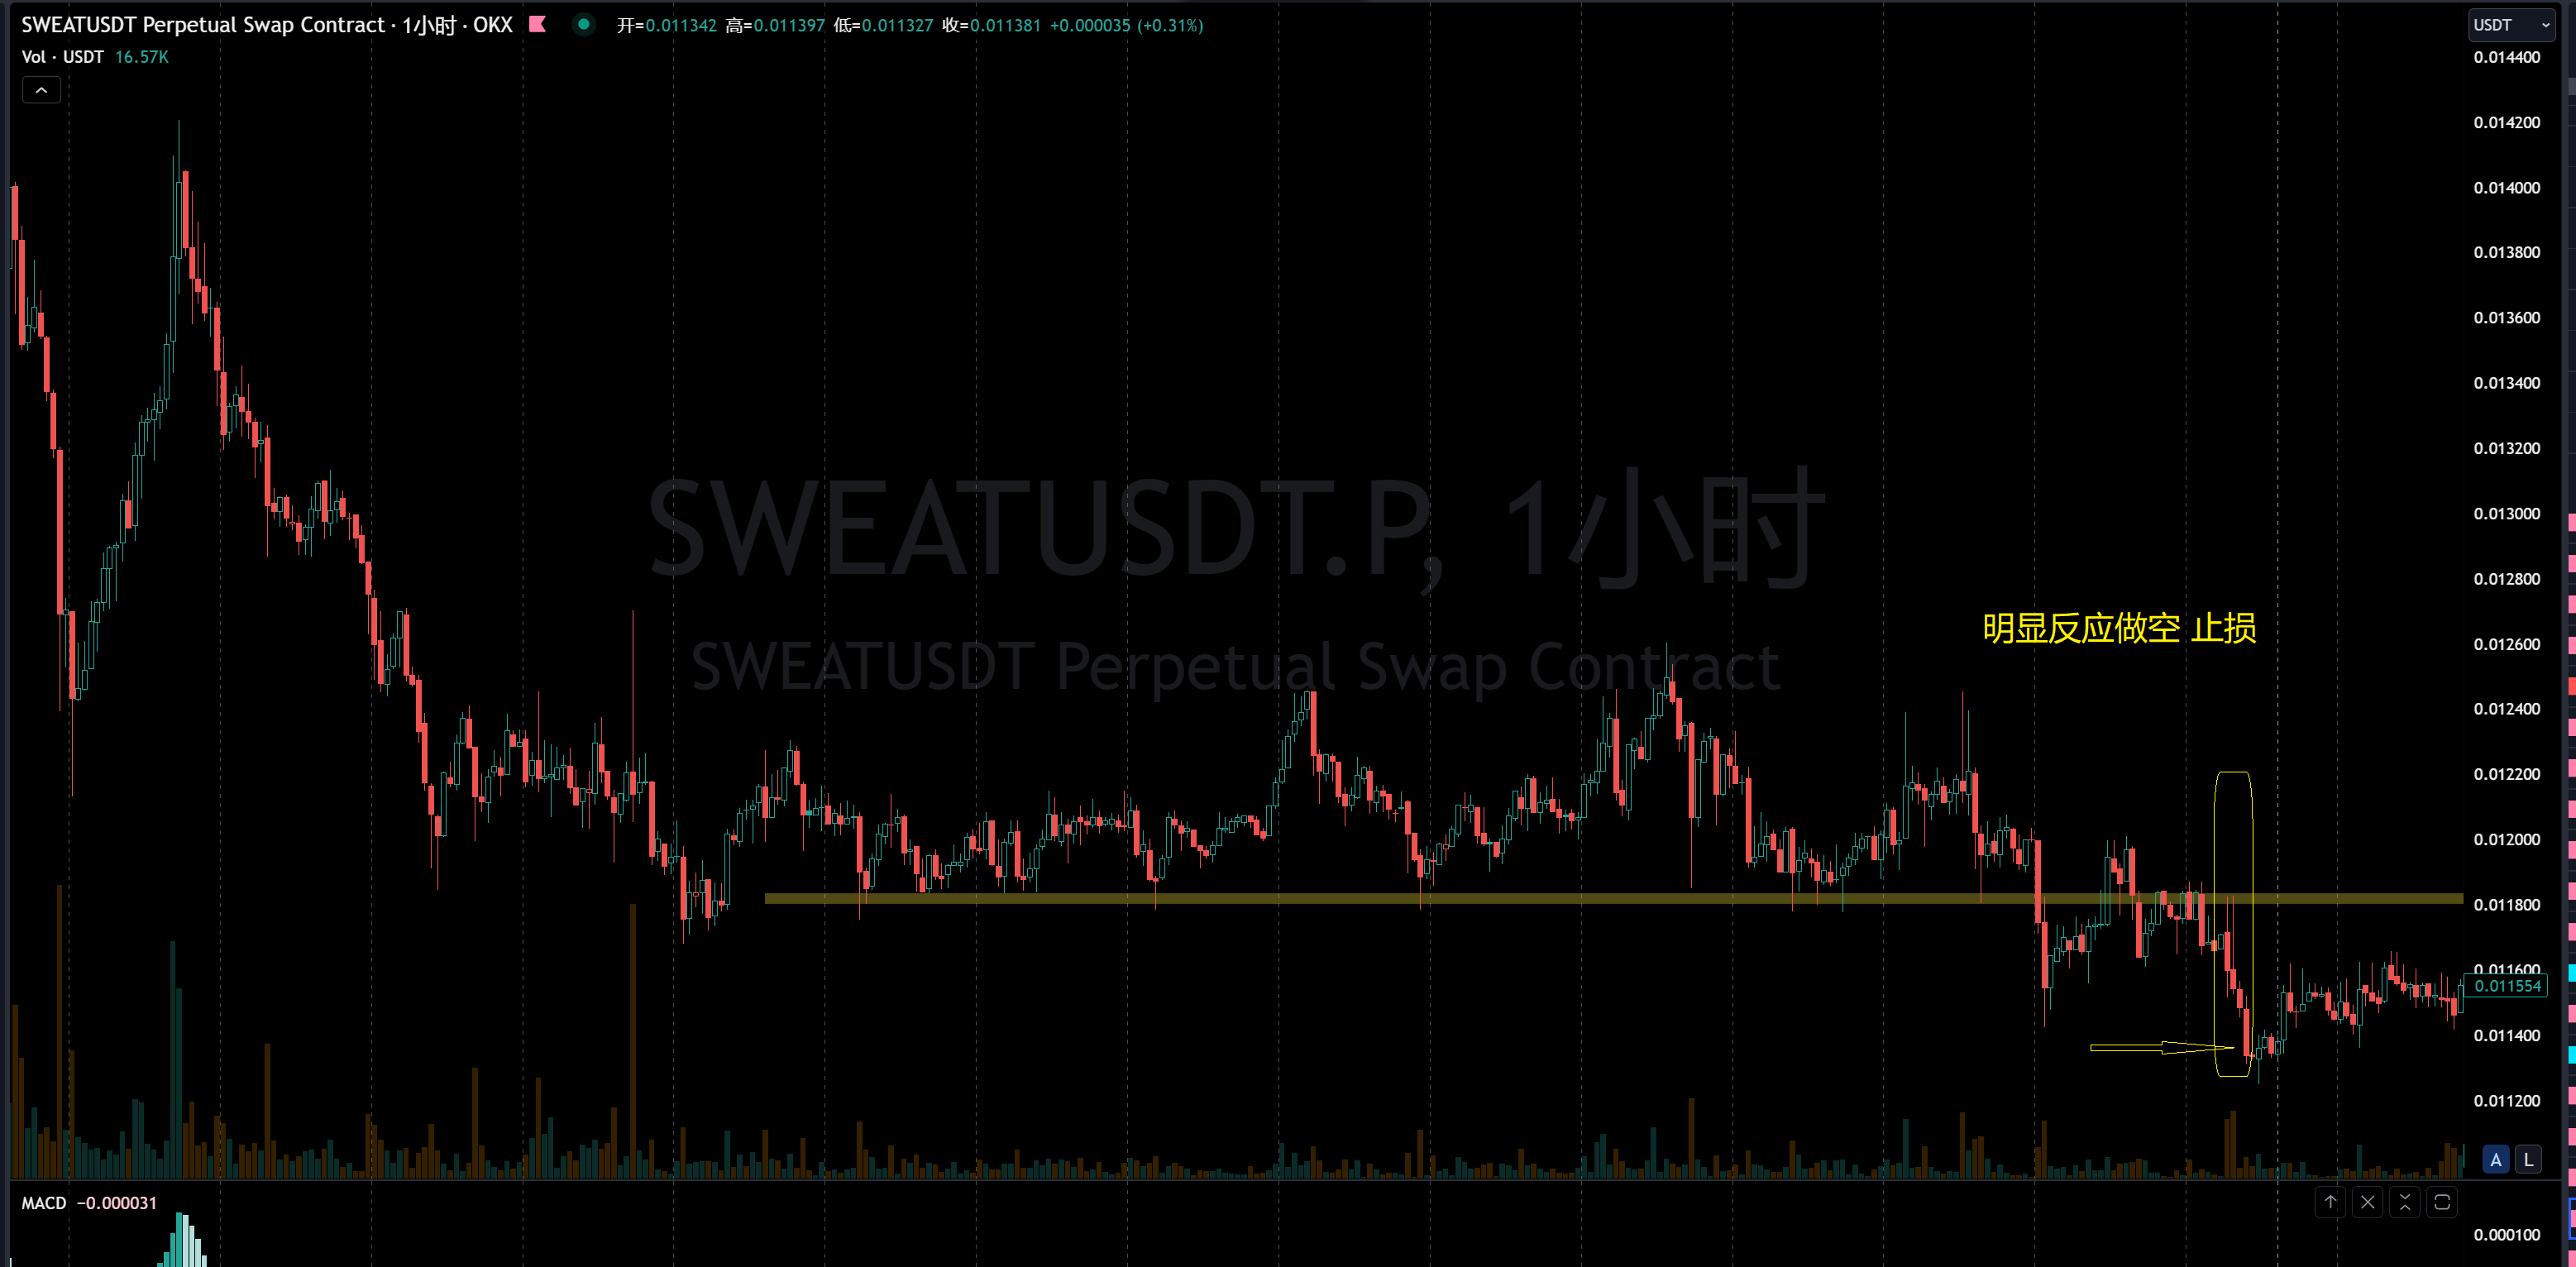 SWEATUSDT Perpetual Swap Contract · 1小时 · OKX 开=0.011342 高=0.011397 低=0.011327 收=0.011381 +0.000035 (+0.31%)
USDT
Vol · USDT 16.57K
0.014400
0.014200
0.014000
0.013800
0.013600
0.013400
0.013200
0.013000
0.012800
0.012600
0.012400
0.012200
0.012000
0.011800
0.011600
0.011554
0.011400
0.011200
SWEATUSDT.P, 1小时
SWEATUSDT Perpetual Swap Contract
明显反应做空 止损
A L
MACD −0.000031
0.000100